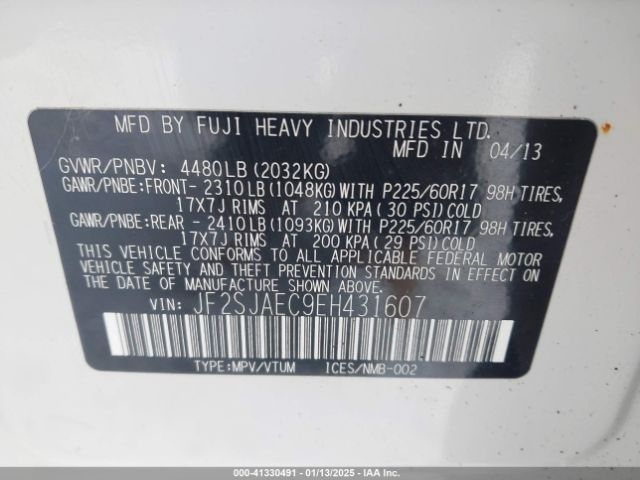 MFD BY FUJI HEAVY INDUSTRIES LTD.
MFD IN 04/13
GVWR/PNBV: 4480LB(2032KG)
GAWR/PNBE:FRONT-2310LB(1048KG)WITH P225/60R17 98H TIRES,
17X7J RIMS AT 210 KPA(30 PSI)COLD
GAWR/PNBE:REAR -2410LB(1093KG)WITH P225/60R17 98H TIRES,
17X7J RIMS AT 200 KPA(29 PSI)COLD
THIS VEHICLE CONFORMS TO ALL APPLICABLE FEDERAL MOTOR
VEHICLE SAFETY AND THEFT PREVENTION STANDARDS IN EFFECT ON
THE DATE OF MANUFACTURE SHOWN ABOVE.
VIN: JF2SJAEC9EH431607
TYPE:MPV/VTUM ICES/NMB-002
000-41330491 - 01/13/2025 - IAA Inc.